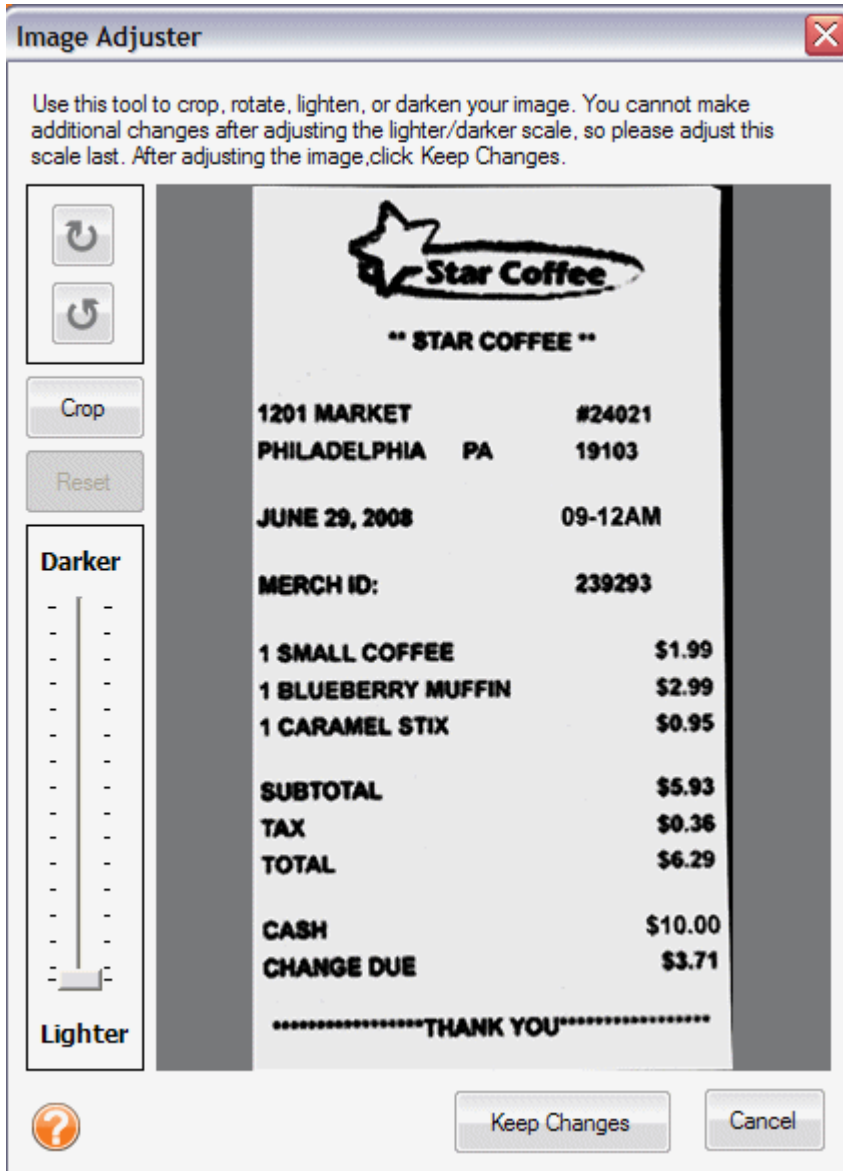 Image Adjuster
Use this tool to crop, rotate, lighten, or darken your image. You cannot make
additional changes after adjusting the lighter/darker scale, so please adjust this
scale last. After adjusting the image,click Keep Changes.
Crop
Reset
Darker
Lighter
Star Coffee
** STAR COFFEE **
1201 MARKET #24021
PHILADELPHIA PA 19103
JUNE 29, 2008 09-12AM
MERCH ID: 239293
1 SMALL COFFEE $1.99
1 BLUEBERRY MUFFIN $2.99
1 CARAMEL STIX $0.95
SUBTOTAL $5.93
TAX $0.36
TOTAL $6.29
CASH $10.00
CHANGE DUE $3.71
*****************THANK YOU*****************
Keep Changes
Cancel